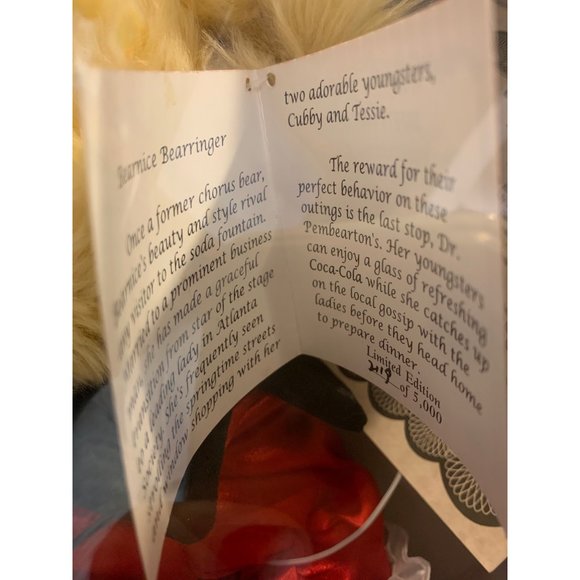 Bearnice Bearringer
Once a former chorus bear,
Bearnice's beauty and style rival
any visitor to the soda fountain.
Married to a prominent business
man, she has made a graceful
transition from star of the stage
to a leading lady in Atlanta
society. She's frequently seen
the springtime streets
and window shopping with her
two adorable youngsters,
Cubby and Tessie.
The reward for their
perfect behavior on these
outings is the last stop, Dr.
Pembearton's. Her youngsters
can enjoy a glass of refreshing
Coca-Cola while she catches up
on the local gossip with the
ladies before they head home
to prepare dinner.
Limited Edition
of 5,000